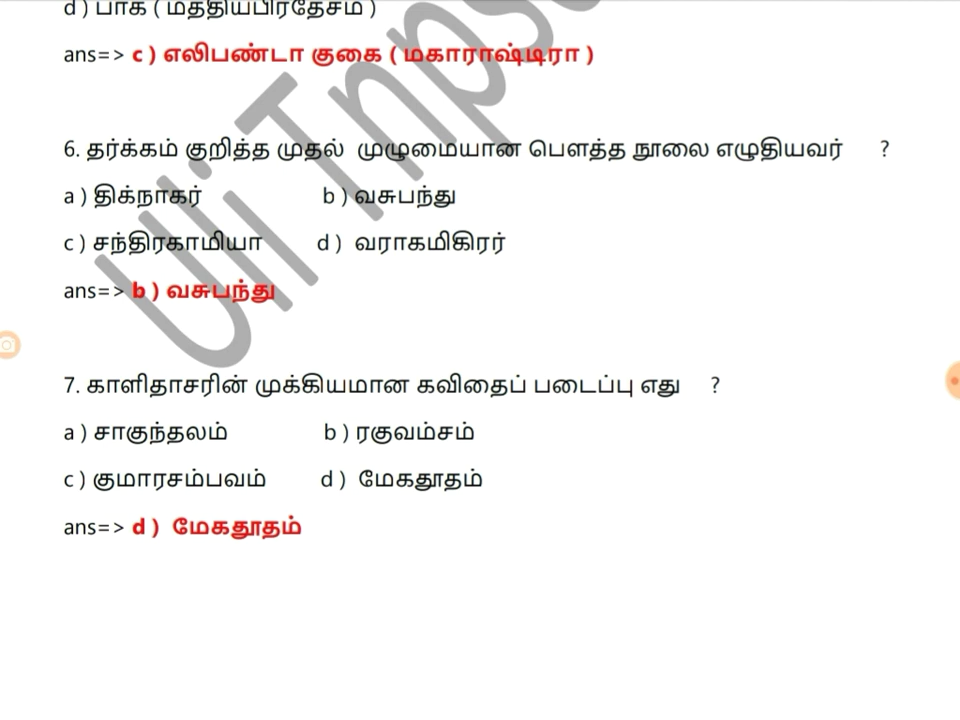 d ) பாக் ( மத்தியபிரதேசம் )
ans=> c ) எலிபண்டா குகை ( மகாராஷ்டிரா )
6. தர்க்கம் குறித்த முதல் முழுமையான பௌத்த நூலை எழுதியவர் ?
a ) திக்நாகர் b ) வசுபந்து
c ) சந்திரகாமியா d ) வராகமிகிரர்
ans=> b ) வசுபந்து
7. காளிதாசரின் முக்கியமான கவிதைப் படைப்பு எது ?
a ) சாகுந்தலம் b ) ரகுவம்சம்
c ) குமாரசம்பவம் d ) மேகதூதம்
ans=> d ) மேகதூதம்